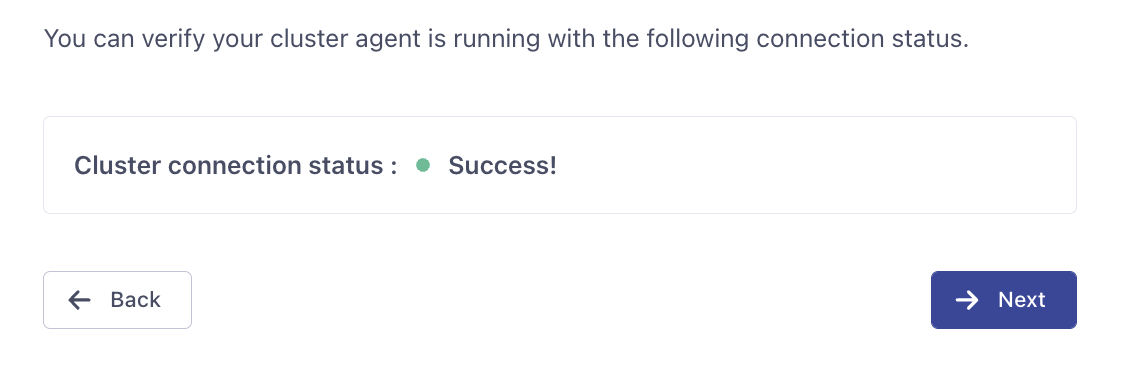 You can verify your cluster agent is running with the following connection status.
Cluster connection status : Success!
Back
Next